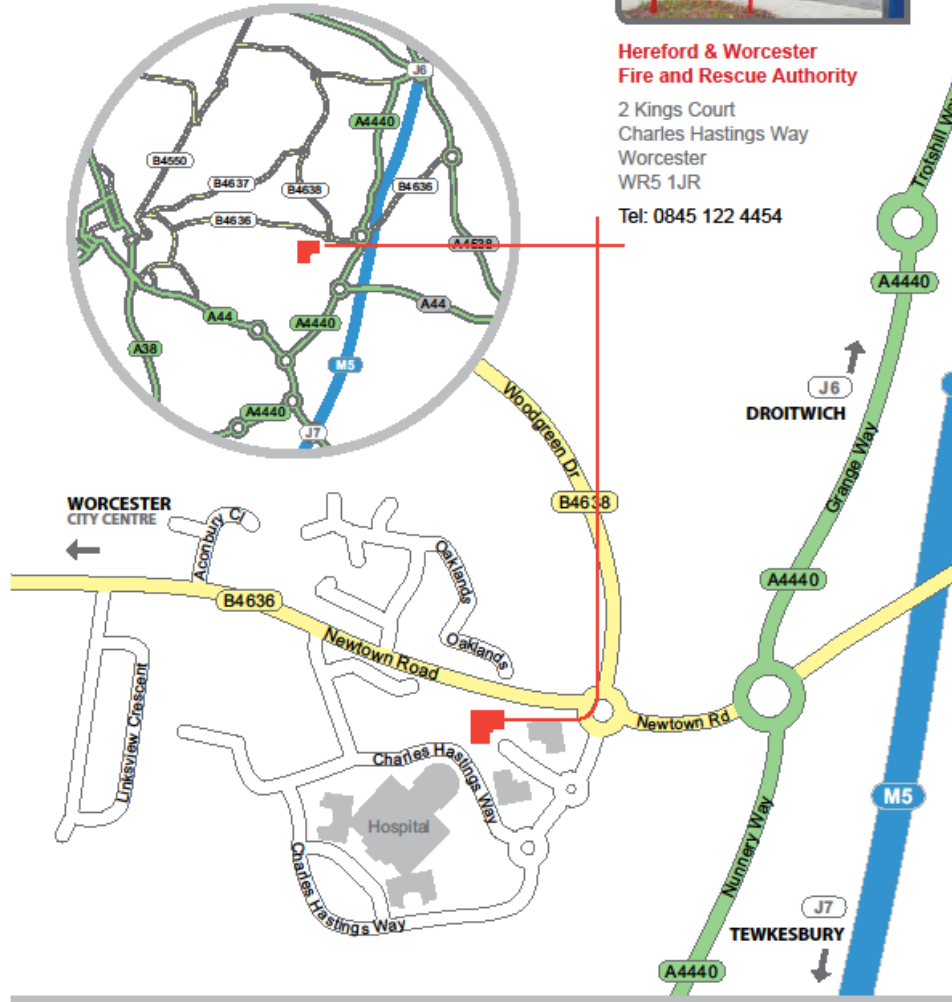 Hereford & Worcester
Fire and Rescue Authority
2 Kings Court
Charles Hastings Way
Worcester
WR5 1JR
Tel: 0845 122 4454
J6
A4440
B4550
B4637
B4638
B4636
B4636
A4538
A44
A44
A4440
A38
M5
A4440
J7
Trotshill Way
A4440
J6
DROITWICH
Woodgreen Dr
B4638
Grange Way
A4440
WORCESTER
CITY CENTRE
Aconbury Cl
Oaklands
Oaklands
B4636
Newtown Road
Newtown Rd
Linksview Crescent
Charles Hastings Way
Hospital
Charles Hastings Way
Nunnery Way
M5
J7
TEWKESBURY
A4440